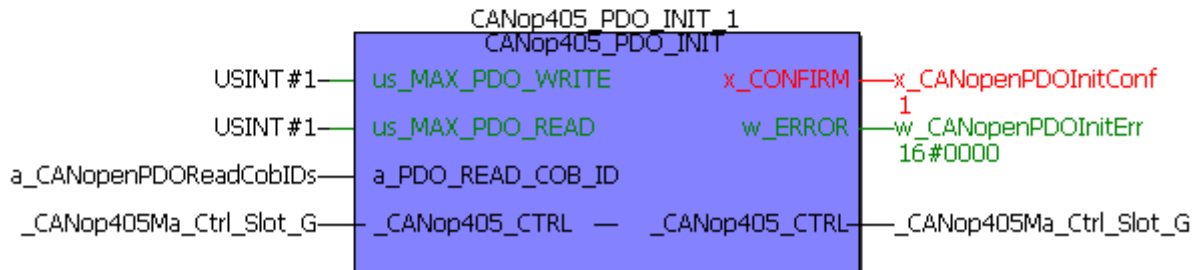 CANop405_PDO_INIT_1
CANop405_PDO_INIT
USINT#1 us_MAX_PDO_WRITE x_CONFIRM x_CANopenPDOInitConf
1
USINT#1 us_MAX_PDO_READ w_ERROR w_CANopenPDOInitErr
16#0000
a_CANopenPDOReadCobIDs a_PDO_READ_COB_ID
_CANop405Ma_Ctrl_Slot_G _CANop405_CTRL — _CANop405_CTRL _CANop405Ma_Ctrl_Slot_G